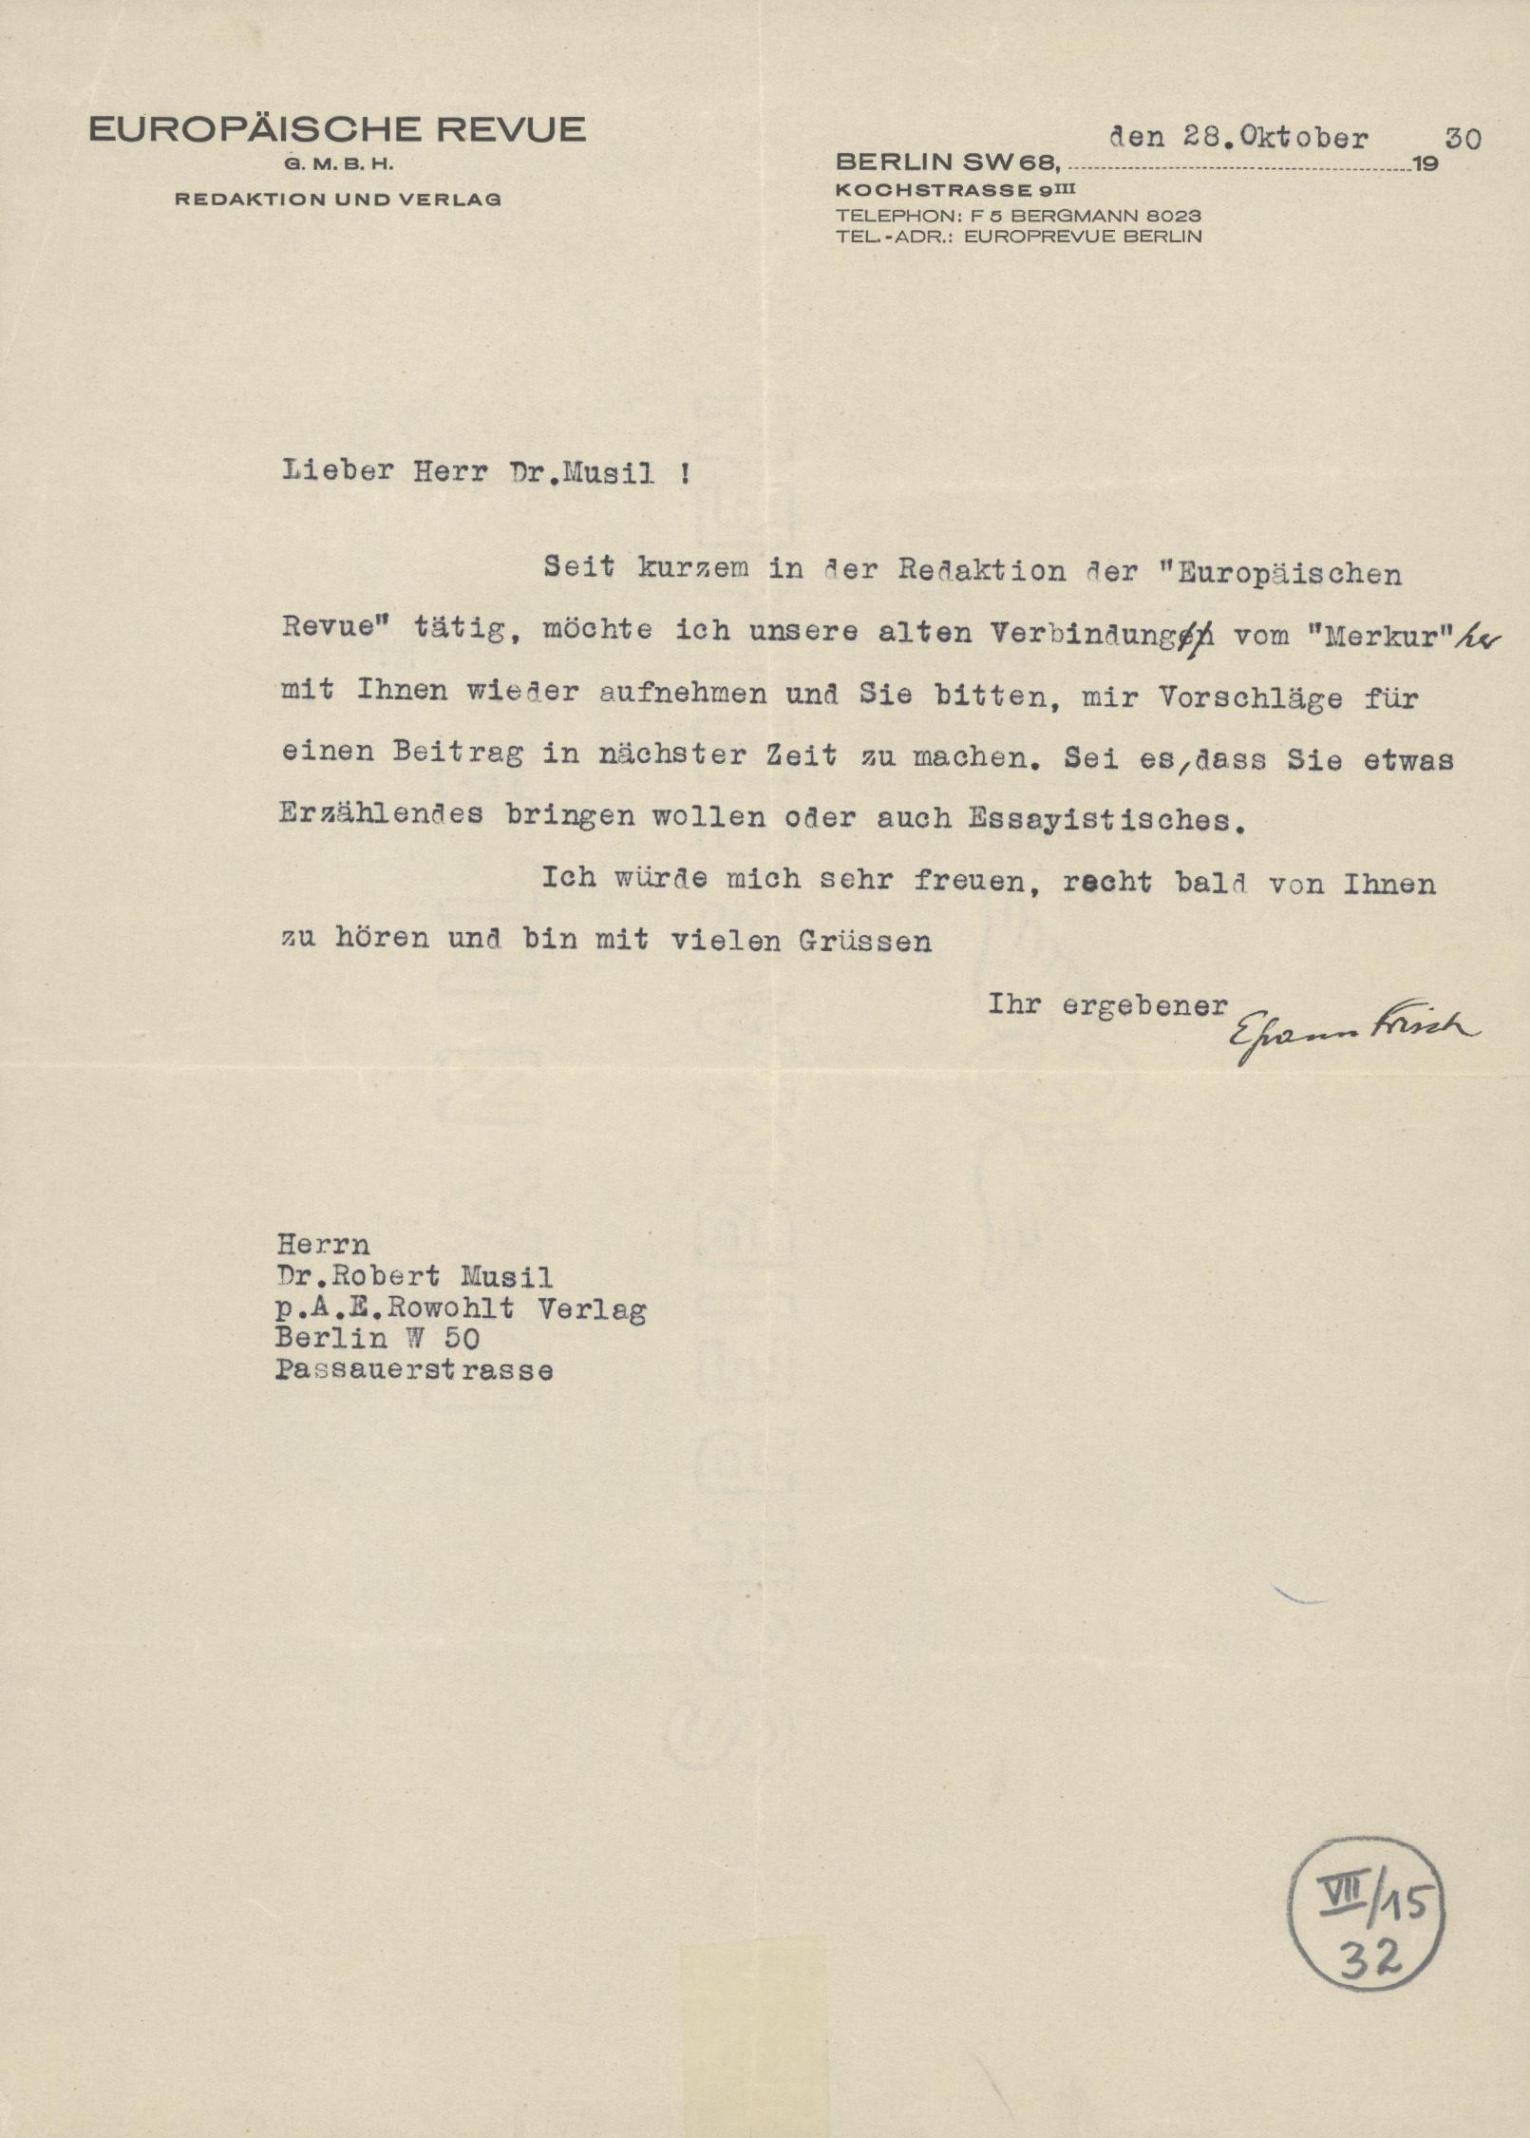 EUROPÄISCHE REVUE
G. M. B. H.
REDAKTION UND VERLAG
den 28.Oktober 30
BERLIN SW 68, 19
KOCHSTRASSE 9III
TELEPHON: F 5 BERGMANN 8023
TEL.-ADR.: EUROPREVUE BERLIN
Lieber Herr Dr.Musil !
Seit kurzem in der Redaktion der "Europäischen
Revue" tätig, möchte ich unsere alten Verbindung vom "Merkur" her
mit Ihnen wieder aufnehmen und Sie bitten, mir Vorschläge für
einen Beitrag in nächster Zeit zu machen. Sei es, dass Sie etwas
Erzählendes bringen wollen oder auch Essayistisches.
Ich würde mich sehr freuen, recht bald von Ihnen
zu hören und bin mit vielen Grüssen
Ihr ergebener
Efraim Frisch
Herrn
Dr.Robert Musil
p.A.E.Rowohlt Verlag
Berlin W 50
Passauerstrasse
VII/15
32